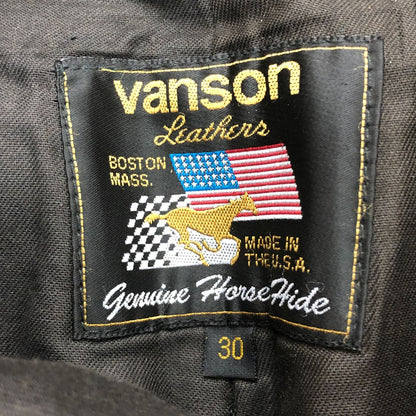 vanson
Leathers
BOSTON
MASS.
MADE IN
THE U.S.A.
Genuine HorseHide
30